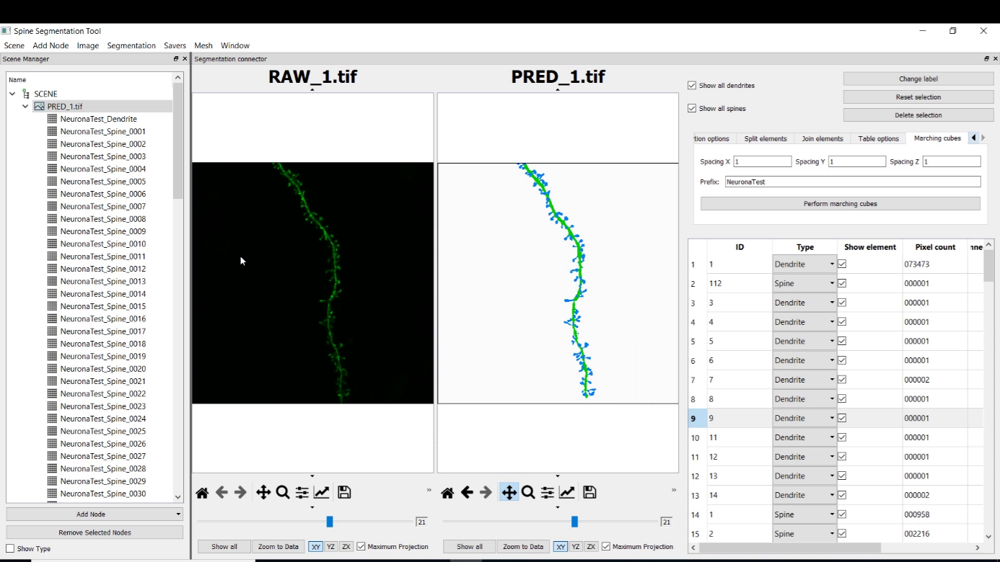 Spine Segmentation Tool
Scene Add Node Image Segmentation Savers Mesh Window
Scene Manager
Name
SCENE
PRED_1.tif
NeuronaTest_Dendrite
NeuronaTest_Spine_0001
NeuronaTest_Spine_0002
NeuronaTest_Spine_0003
NeuronaTest_Spine_0004
NeuronaTest_Spine_0005
NeuronaTest_Spine_0006
NeuronaTest_Spine_0007
NeuronaTest_Spine_0008
NeuronaTest_Spine_0009
NeuronaTest_Spine_0010
NeuronaTest_Spine_0011
NeuronaTest_Spine_0012
NeuronaTest_Spine_0013
NeuronaTest_Spine_0014
NeuronaTest_Spine_0015
NeuronaTest_Spine_0016
NeuronaTest_Spine_0017
NeuronaTest_Spine_0018
NeuronaTest_Spine_0019
NeuronaTest_Spine_0020
NeuronaTest_Spine_0021
NeuronaTest_Spine_0022
NeuronaTest_Spine_0023
NeuronaTest_Spine_0024
NeuronaTest_Spine_0025
NeuronaTest_Spine_0026
NeuronaTest_Spine_0027
NeuronaTest_Spine_0028
NeuronaTest_Spine_0029
NeuronaTest_Spine_0030
Add Node
Remove Selected Nodes
Show Type
Segmentation connector
RAW_1.tif
21
Show all Zoom to Data XY YZ ZX Maximum Projection
PRED_1.tif
21
Show all Zoom to Data XY YZ ZX Maximum Projection
Show all dendrites
Show all spines
Change label
Reset selection
Delete selection
tion options Split elements Join elements Table options Marching cubes
Spacing X 1 Spacing Y 1 Spacing Z 1
Prefix: NeuronaTest
Perform marching cubes
ID Type Show element Pixel count nne
1 1 Dendrite 073473
2 112 Spine 000001
3 3 Dendrite 000001
4 4 Dendrite 000001
5 5 Dendrite 000001
6 6 Dendrite 000001
7 7 Dendrite 000002
8 8 Dendrite 000001
9 9 Dendrite 000001
10 11 Dendrite 000001
11 12 Dendrite 000001
12 13 Dendrite 000001
13 14 Dendrite 000002
14 1 Spine 000958
15 2 Spine 002216